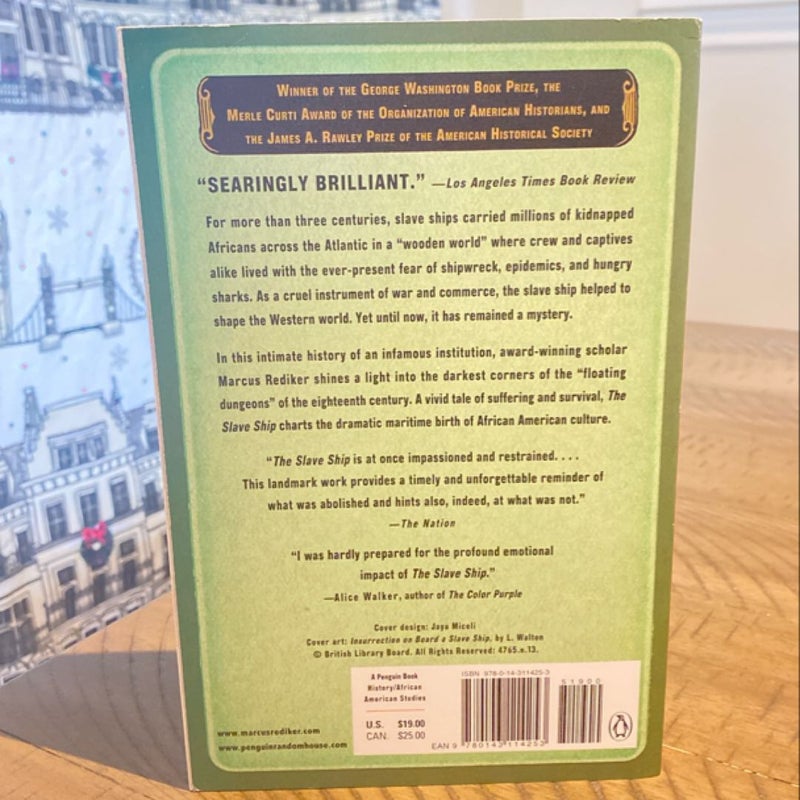 WINNER OF THE GEORGE WASHINGTON BOOK PRIZE, THE
MERLE CURTI AWARD OF THE ORGANIZATION OF AMERICAN HISTORIANS, AND
THE JAMES A. RAWLEY PRIZE OF THE AMERICAN HISTORICAL SOCIETY
“SEARINGLY BRILLIANT.” —Los Angeles Times Book Review
For more than three centuries, slave ships carried millions of kidnapped
Africans across the Atlantic in a “wooden world” where crew and captives
alike lived with the ever-present fear of shipwreck, epidemics, and hungry
sharks. As a cruel instrument of war and commerce, the slave ship helped to
shape the Western world. Yet until now, it has remained a mystery.
In this intimate history of an infamous institution, award-winning scholar
Marcus Rediker shines a light into the darkest corners of the “floating
dungeons” of the eighteenth century. A vivid tale of suffering and survival, The
Slave Ship charts the dramatic maritime birth of African American culture.
“The Slave Ship is at once impassioned and restrained. . . .
This landmark work provides a timely and unforgettable reminder of
what was abolished and hints also, indeed, at what was not.”
—The Nation
“I was hardly prepared for the profound emotional
impact of The Slave Ship.”
—Alice Walker, author of The Color Purple
Cover design: Jaya Miceli
Cover art: Insurrection on Board a Slave Ship, by L. Walton
© British Library Board. All Rights Reserved: 4765.e.13.
www.marcusrediker.com
www.penguinrandomhouse.com
A Penguin Book
History/African
American Studies
U.S. $19.00
CAN. $25.00
ISBN 978-0-14-311425-3
51900
EAN 9 780143 114253